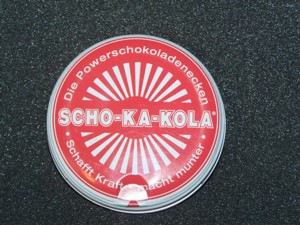 Die Powerschokoladenecken
SCHO-KA-KOLA®
· Schafft Kraft · macht munter ·